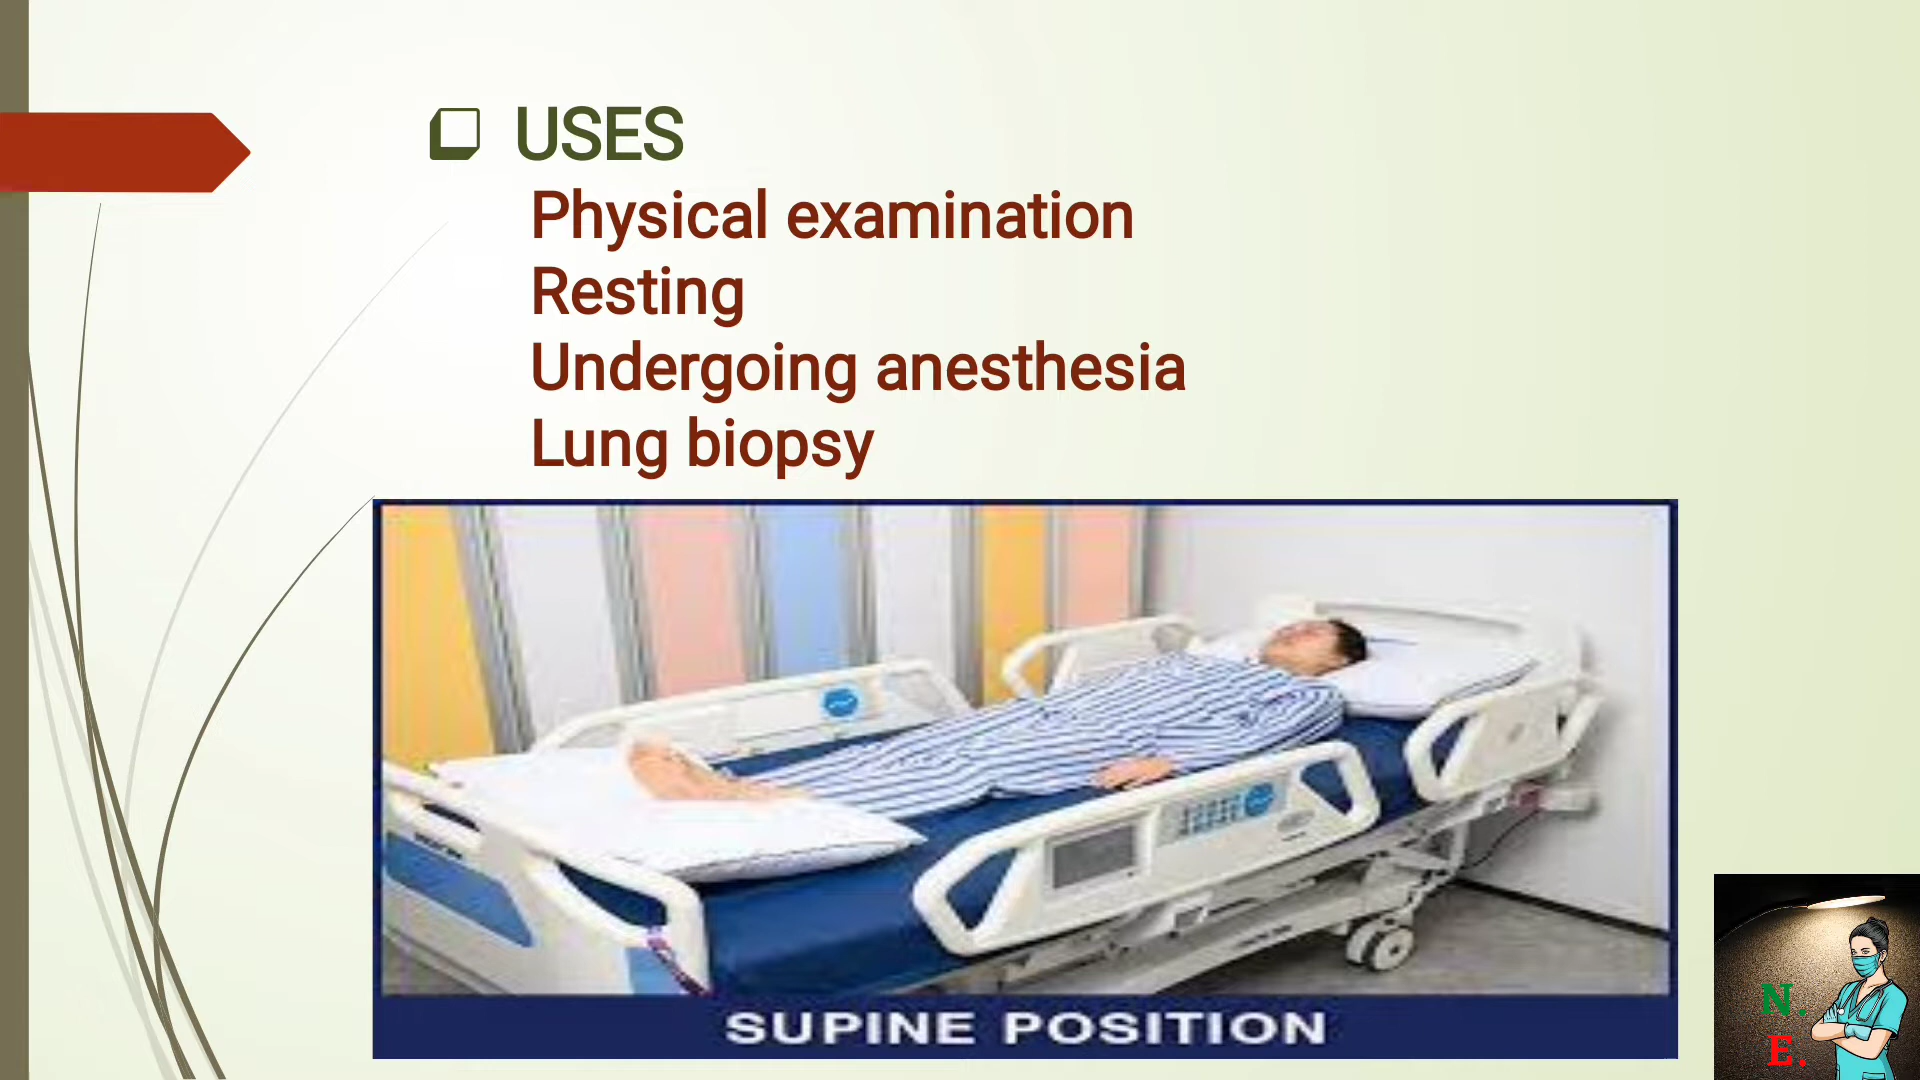 USES
Physical examination
Resting
Undergoing anesthesia
Lung biopsy
SUPINE POSITION
N.
E.